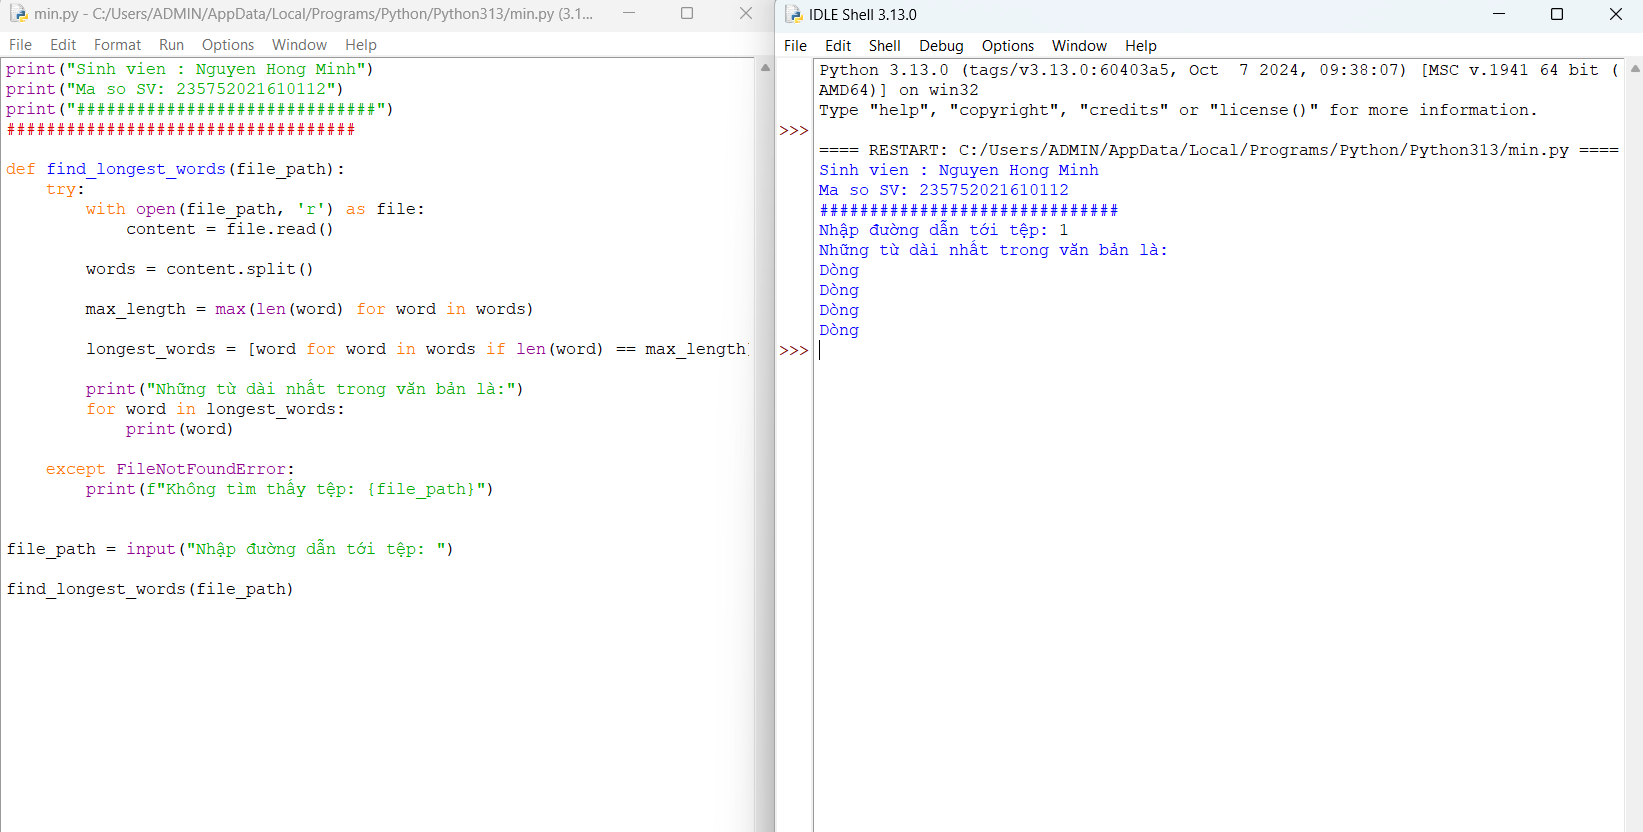 min.py - C:/Users/ADMIN/AppData/Local/Programs/Python/Python313/min.py (3.1...
File Edit Format Run Options Window Help
print("Sinh vien : Nguyen Hong Minh")
print("Ma so SV: 235752021610112")
print("##############################")
###################################
def find_longest_words(file_path):
    try:
        with open(file_path, 'r') as file:
            content = file.read()
        words = content.split()
        max_length = max(len(word) for word in words)
        longest_words = [word for word in words if len(word) == max_length]
        print("Những từ dài nhất trong văn bản là:")
        for word in longest_words:
            print(word)
    except FileNotFoundError:
        print(f"Không tìm thấy tệp: {file_path}")
file_path = input("Nhập đường dẫn tới tệp: ")
find_longest_words(file_path)
IDLE Shell 3.13.0
File Edit Shell Debug Options Window Help
Python 3.13.0 (tags/v3.13.0:60403a5, Oct  7 2024, 09:38:07) [MSC v.1941 64 bit (
AMD64)] on win32
Type "help", "copyright", "credits" or "license()" for more information.
>>>
==== RESTART: C:/Users/ADMIN/AppData/Local/Programs/Python/Python313/min.py ====
Sinh vien : Nguyen Hong Minh
Ma so SV: 235752021610112
##############################
Nhập đường dẫn tới tệp: 1
Những từ dài nhất trong văn bản là:
Dòng
Dòng
Dòng
Dòng
>>>